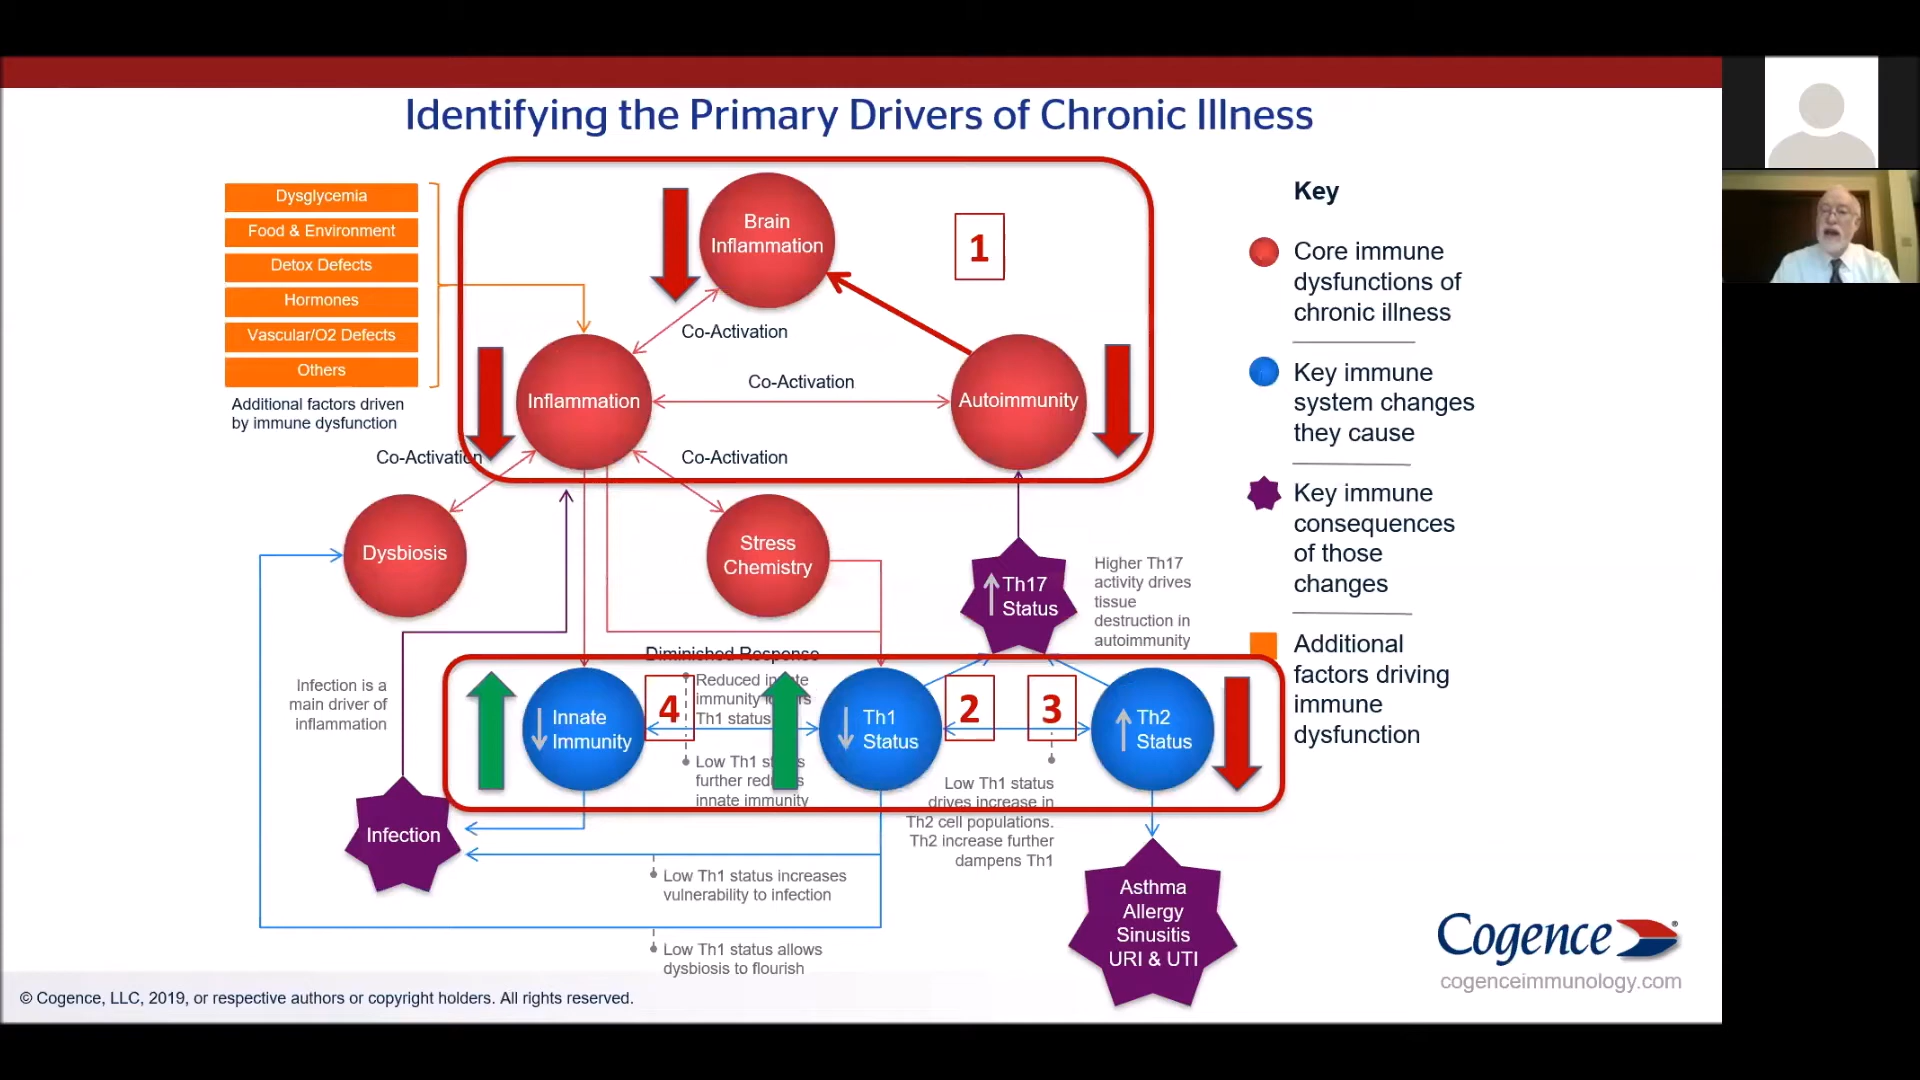 Identifying the Primary Drivers of Chronic Illness
Dysglycemia
Food & Environment
Detox Defects
Hormones
Vascular/O2 Defects
Others
Additional factors driven
by immune dysfunction
Brain
Inflammation
1
Co-Activation
Co-Activation
Inflammation
Autoimmunity
Co-Activation
Co-Activation
Dysbiosis
Stress
Chemistry
Th17
Status
Higher Th17
activity drives
tissue
destruction in
autoimmunity
Diminished Response
Infection is a
main driver of
inflammation
Innate
Immunity
4
Reduced innate
immunity
Th1 status
Low Th1
further
innate immunity
Th1
Status
2
3
Th2
Status
Low Th1 status
drives increase in
Th2 cell populations.
Th2 increase further
dampens Th1
Infection
Low Th1 status increases
vulnerability to infection
Low Th1 status allows
dysbiosis to flourish
Asthma
Allergy
Sinusitis
URI & UTI
Key
Core immune
dysfunctions of
chronic illness
Key immune
system changes
they cause
Key immune
consequences
of those
changes
Additional
factors driving
immune
dysfunction
Cogence
®
cogenceimmunology.com
© Cogence, LLC, 2019, or respective authors or copyright holders. All rights reserved.